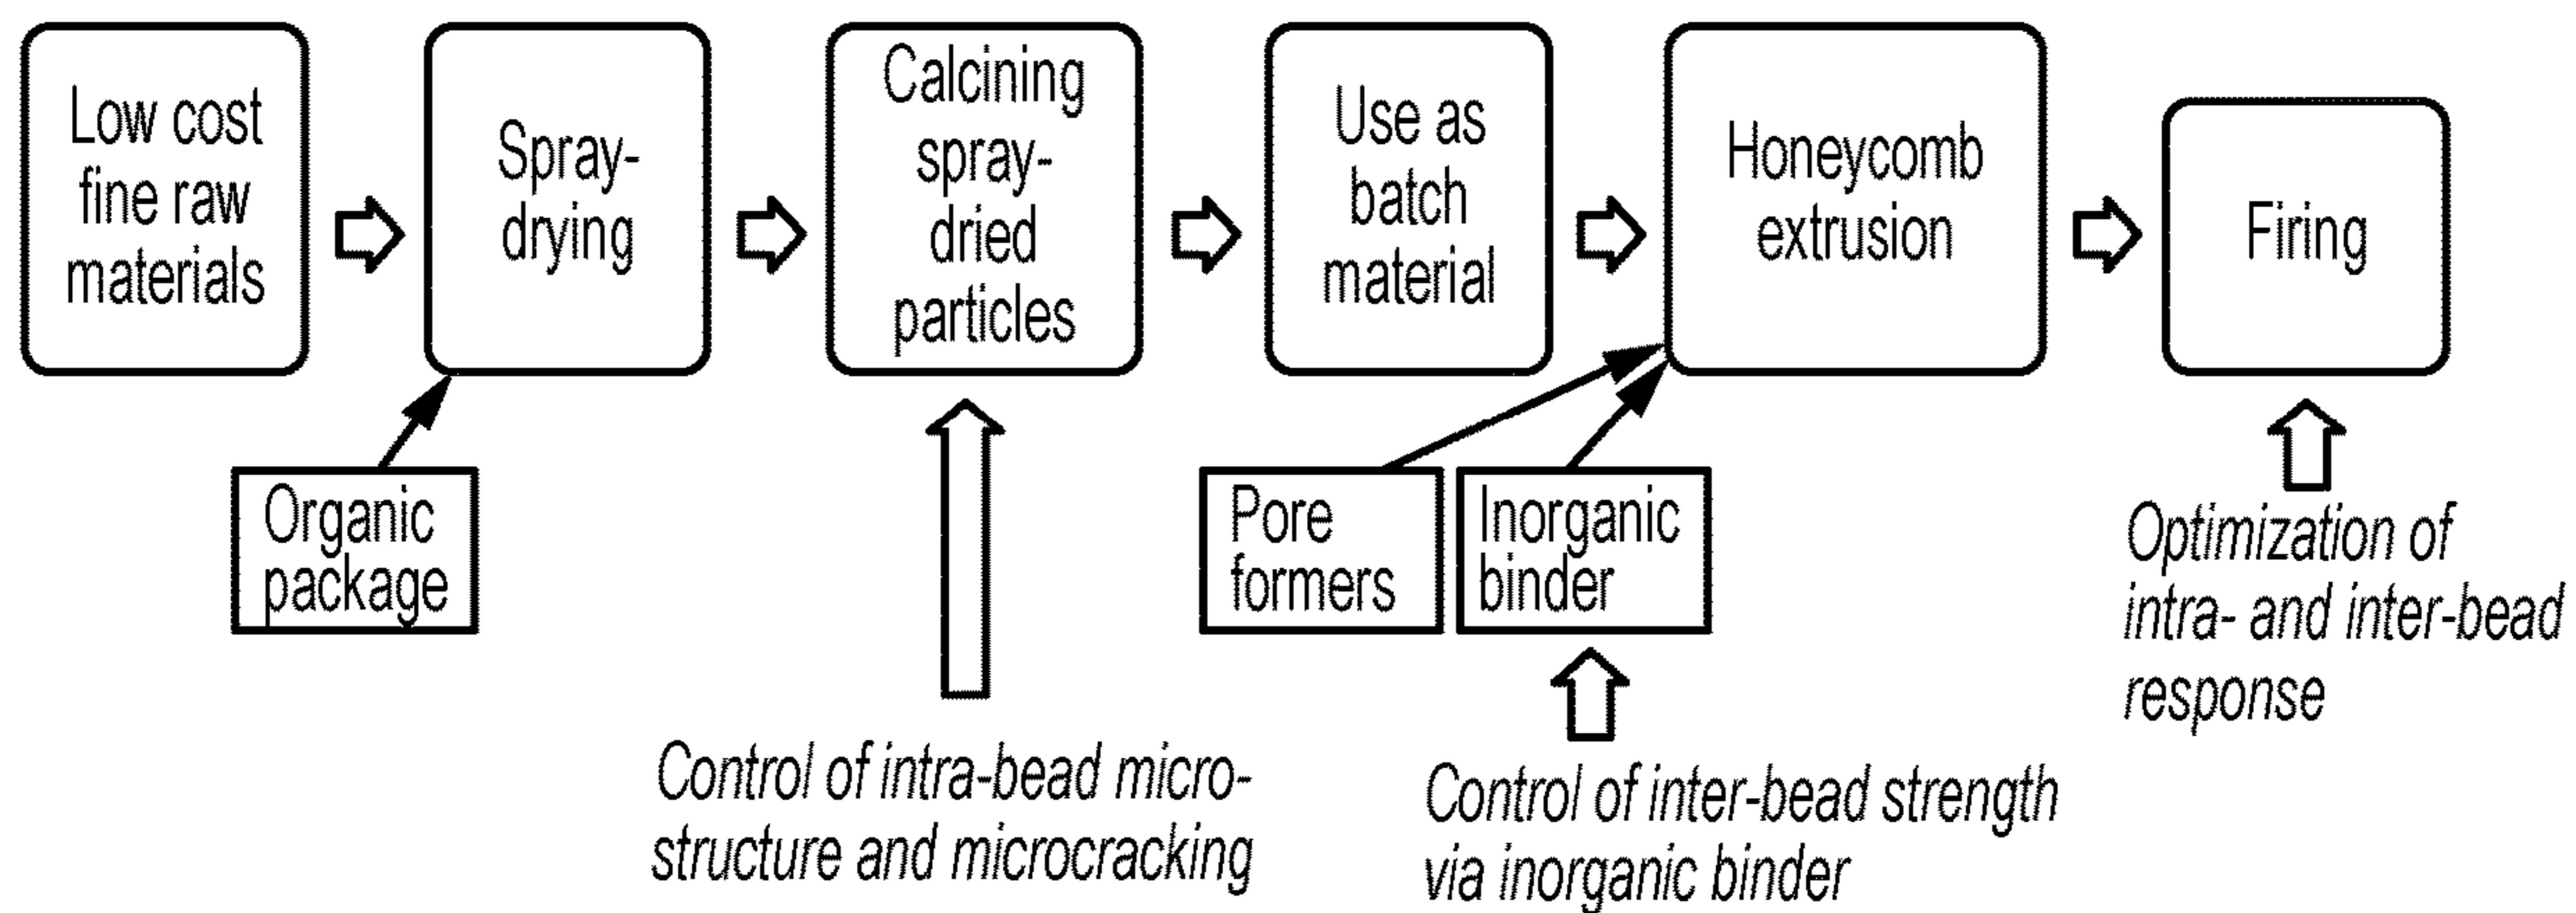 Low cost
fine raw
materials
Spray-
drying
Calcining
spray-
dried
particles
Use as
batch
material
Honeycomb
extrusion
Firing
Organic
package
Pore
formers
Inorganic
binder
Optimization of
intra- and inter-bead
response
Control of intra-bead micro-
structure and microcracking
Control of inter-bead strength
via inorganic binder